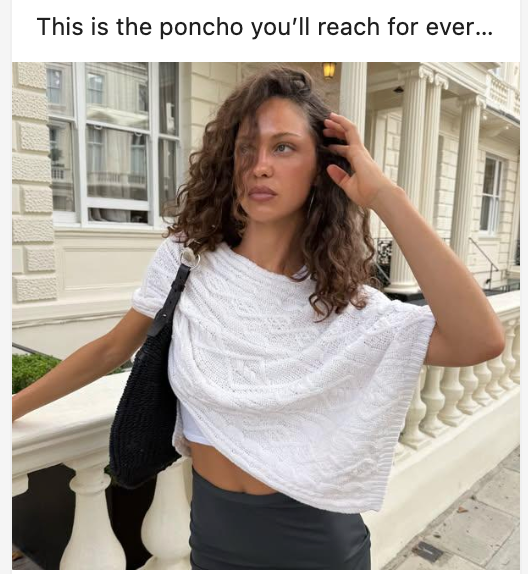 This is the poncho you’ll reach for ever…